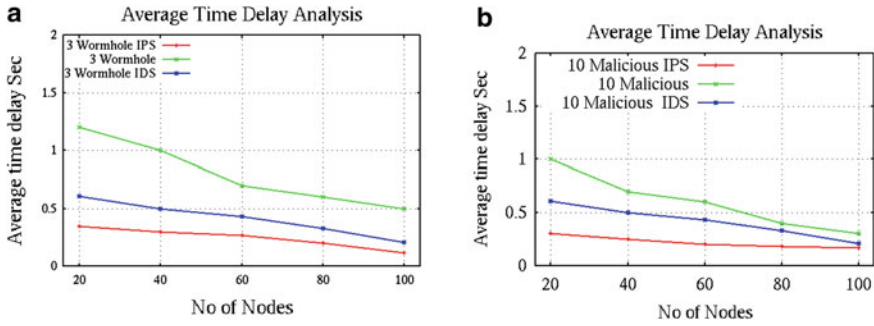 a
Average Time Delay Analysis
2
1.5
1
0.5
0
3 Wormhole IPS
3 Wormhole
3 Wormhole IDS
Average time delay Sec
20 40 60 80 100
No of Nodes
b
Average Time Delay Analysis
2
1.5
1
0.5
0
10 Malicious IPS
10 Malicious
10 Malicious IDS
Average time delay Sec
20 40 60 80 100
No of Nodes